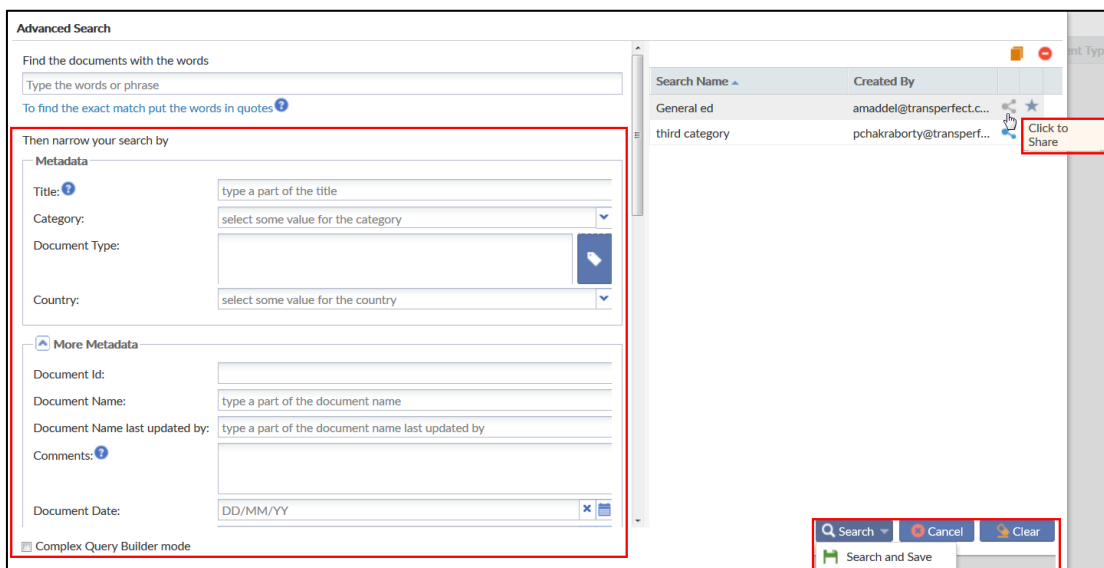 Advanced Search
Find the documents with the words
Type the words or phrase
To find the exact match put the words in quotes ?
Then narrow your search by
Metadata
Title: ?
type a part of the title
Category:
select some value for the category
Document Type:
Country:
select some value for the country
More Metadata
Document Id:
Document Name:
type a part of the document name
Document Name last updated by:
type a part of the document name last updated by
Comments: ?
Document Date:
DD/MM/YY
Complex Query Builder mode
Search Name
Created By
General ed
amaddel@transperfect.c...
third category
pchakraborty@transperf...
Click to
Share
Search
Cancel
Clear
Search and Save
ent Typ